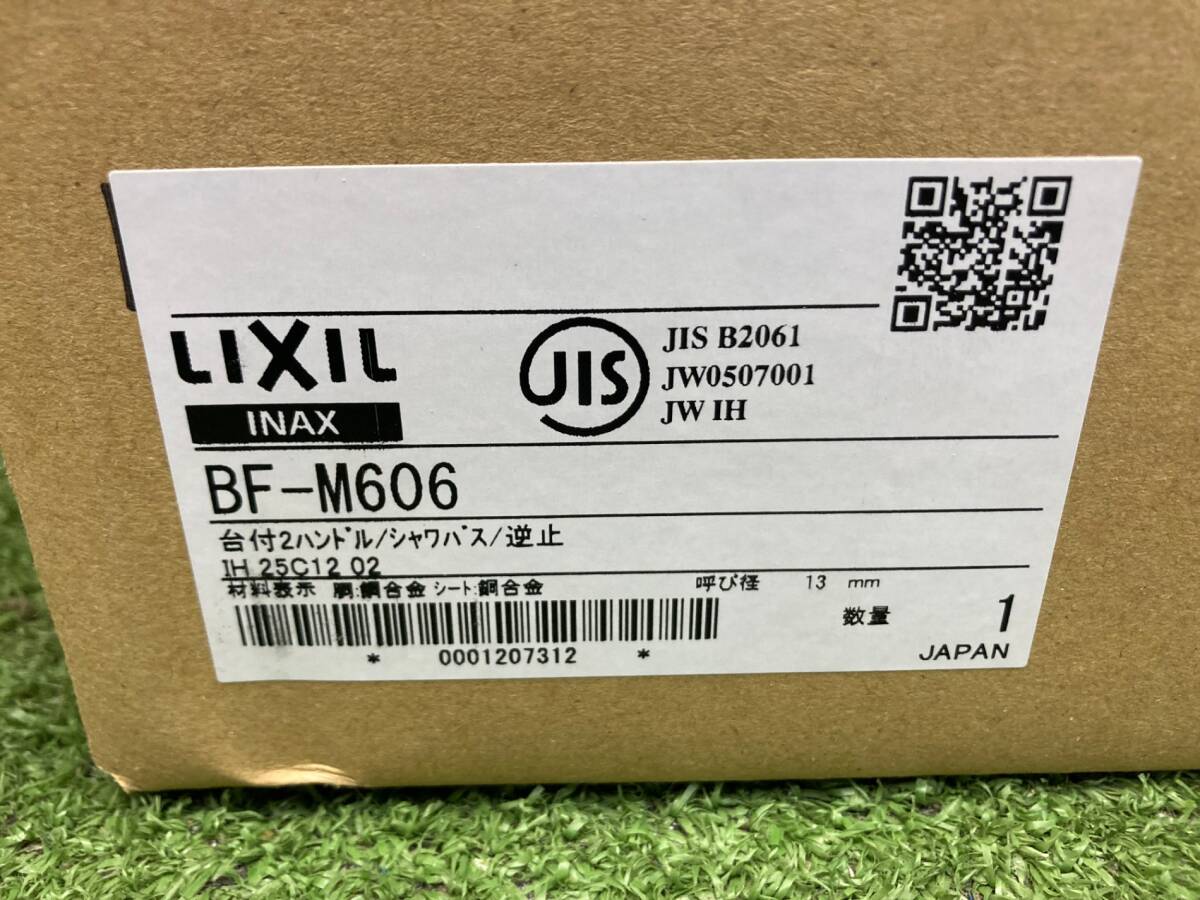 LIXIL
INAX
JIS
JIS B2061
JW0507001
JW IH
BF-M606
台付2ﾊﾝﾄﾞﾙ/ｼｬﾜﾊﾞｽ/逆止
IH 25C12 02
材料表示 胴:銅合金 ｼｰﾄ:銅合金 呼び径 13 mm
数量 1
* 0001207312 *
JAPAN